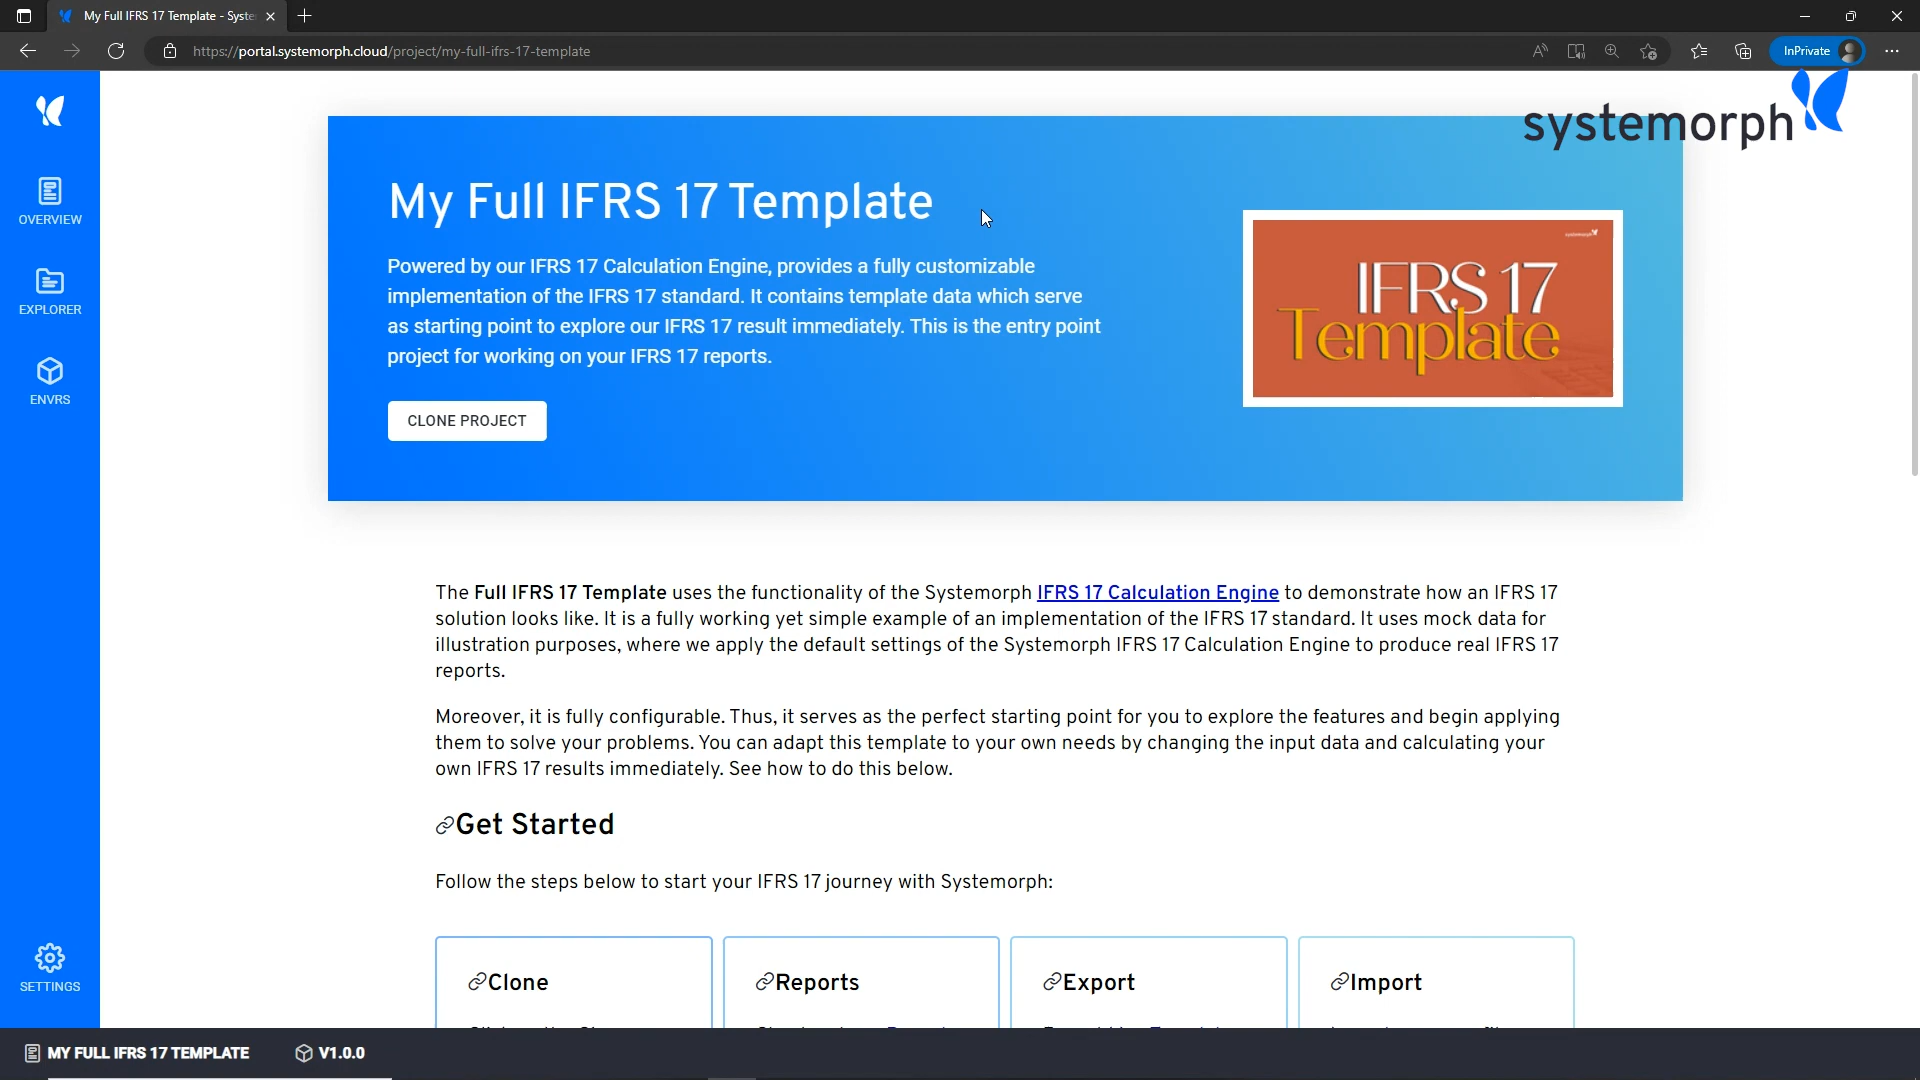 My Full IFRS 17 Template - Syste
https://portal.systemorph.cloud/project/my-full-ifrs-17-template
InPrivate
systemorph
OVERVIEW
EXPLORER
ENVRS
SETTINGS
My Full IFRS 17 Template
Powered by our IFRS 17 Calculation Engine, provides a fully customizable
implementation of the IFRS 17 standard. It contains template data which serve
as starting point to explore our IFRS 17 result immediately. This is the entry point
project for working on your IFRS 17 reports.
CLONE PROJECT
systemorph
IFRS 17
Template
The Full IFRS 17 Template uses the functionality of the Systemorph IFRS 17 Calculation Engine to demonstrate how an IFRS 17
solution looks like. It is a fully working yet simple example of an implementation of the IFRS 17 standard. It uses mock data for
illustration purposes, where we apply the default settings of the Systemorph IFRS 17 Calculation Engine to produce real IFRS 17
reports.
Moreover, it is fully configurable. Thus, it serves as the perfect starting point for you to explore the features and begin applying
them to solve your problems. You can adapt this template to your own needs by changing the input data and calculating your
own IFRS 17 results immediately. See how to do this below.
Get Started
Follow the steps below to start your IFRS 17 journey with Systemorph:
Clone
Reports
Export
Import
MY FULL IFRS 17 TEMPLATE
V1.0.0